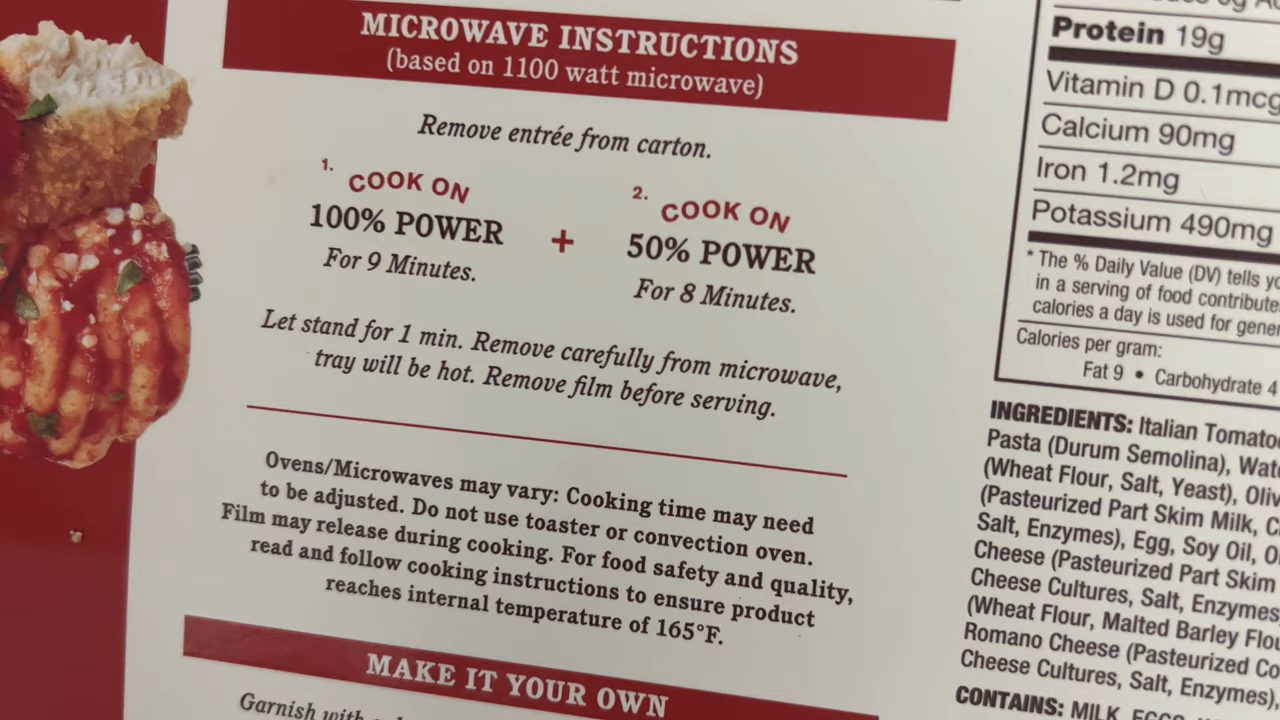 MICROWAVE INSTRUCTIONS
(based on 1100 watt microwave)
Remove entrée from carton.
1. COOK ON
100% POWER
For 9 Minutes.
+
2. COOK ON
50% POWER
For 8 Minutes.
Let stand for 1 min. Remove carefully from microwave,
tray will be hot. Remove film before serving.
Ovens/Microwaves may vary: Cooking time may need
to be adjusted. Do not use toaster or convection oven.
Film may release during cooking. For food safety and quality,
read and follow cooking instructions to ensure product
reaches internal temperature of 165°F.
MAKE IT YOUR OWN
Garnish with
Protein 19g
Vitamin D 0.1mcg
Calcium 90mg
Iron 1.2mg
Potassium 490mg
* The % Daily Value (DV) tells
in a serving of food
calories a day is used for
Calories per gram:
Fat 9 • Carbohydrate 4
INGREDIENTS: Italian
Pasta (Durum Semolina),
(Wheat Flour, Salt, Yeast),
(Pasteurized Part Skim Milk,
Salt, Enzymes), Egg, Soy Oil,
Cheese (Pasteurized Part Skim
Cheese Cultures, Salt, Enzymes
(Wheat Flour, Malted Barley
Romano Cheese (Pasteurized
Cheese Cultures, Salt, Enzymes),
CONTAINS: MILK,